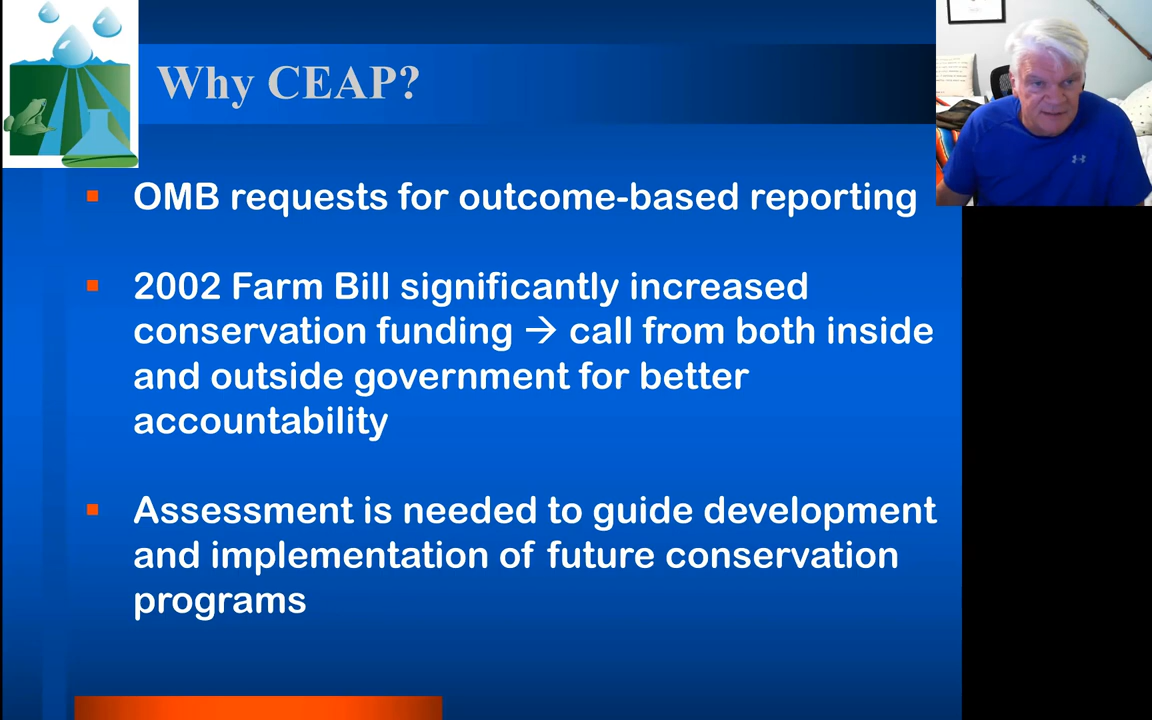 Why CEAP?
OMB requests for outcome-based reporting
2002 Farm Bill significantly increased
conservation funding → call from both inside
and outside government for better
accountability
Assessment is needed to guide development
and implementation of future conservation
programs